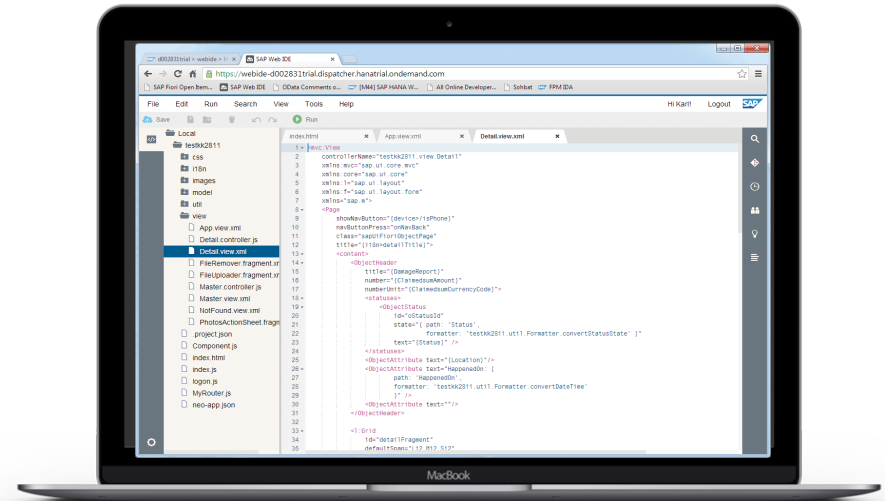 d002831trial > webide > h
SAP Web IDE
https://webide-d002831trial.dispatcher.hanatrial.ondemand.com
SAP Fiori Open Item... SAP Web IDE OData Comments o... [M44] SAP HANA W... All Online Developer... Sohbat FPM IDA
File Edit Run Search View Tools Help Hi Karl! Logout SAP
Save Run
Local
testkk2811
css
i18n
images
model
util
view
App.view.xml
Detail.controller.js
Detail.view.xml
FileRemover.fragment.xr
FileUploader.fragment.xr
Master.controller.js
Master.view.xml
NotFound.view.xml
PhotosActionSheet.fragn
.project.json
Component.js
index.html
index.js
logon.js
MyRouter.js
neo-app.json
index.html App.view.xml Detail.view.xml
1 <mvc:View
2 controllerName="testkk2811.view.Detail"
3 xmlns:mvc="sap.ui.core.mvc"
4 xmlns:core="sap.ui.core"
5 xmlns:l="sap.ui.layout"
6 xmlns:f="sap.ui.layout.form"
7 xmlns="sap.m">
8 <Page
9 showNavButton="{device>/isPhone}"
10 navButtonPress="onNavBack"
11 class="sapUiFioriObjectPage"
12 title="{i18n>detailTitle}">
13 <content>
14 <ObjectHeader
15 title="{DamageReport}"
16 number="{ClaimedsumAmount}"
17 numberUnit="{ClaimedsumCurrencyCode}">
18 <statuses>
19 <ObjectStatus
20 id="oStatusId"
21 state="{ path: 'Status',
22 formatter: 'testkk2811.util.Formatter.convertStatusState' }"
23 text="{Status}" />
24 </statuses>
25 <ObjectAttribute text="{Location}"/>
26 <ObjectAttribute text="HappenedOn: {
27 path: 'HappenedOn',
28 formatter: 'testkk2811.util.Formatter.convertDateTime'
29 }" />
30 <ObjectAttribute text=""/>
31 </ObjectHeader>
32
33 <l:Grid
34 id="detailFragment"
35 defaultSpan="L12 M12 S12"
MacBook